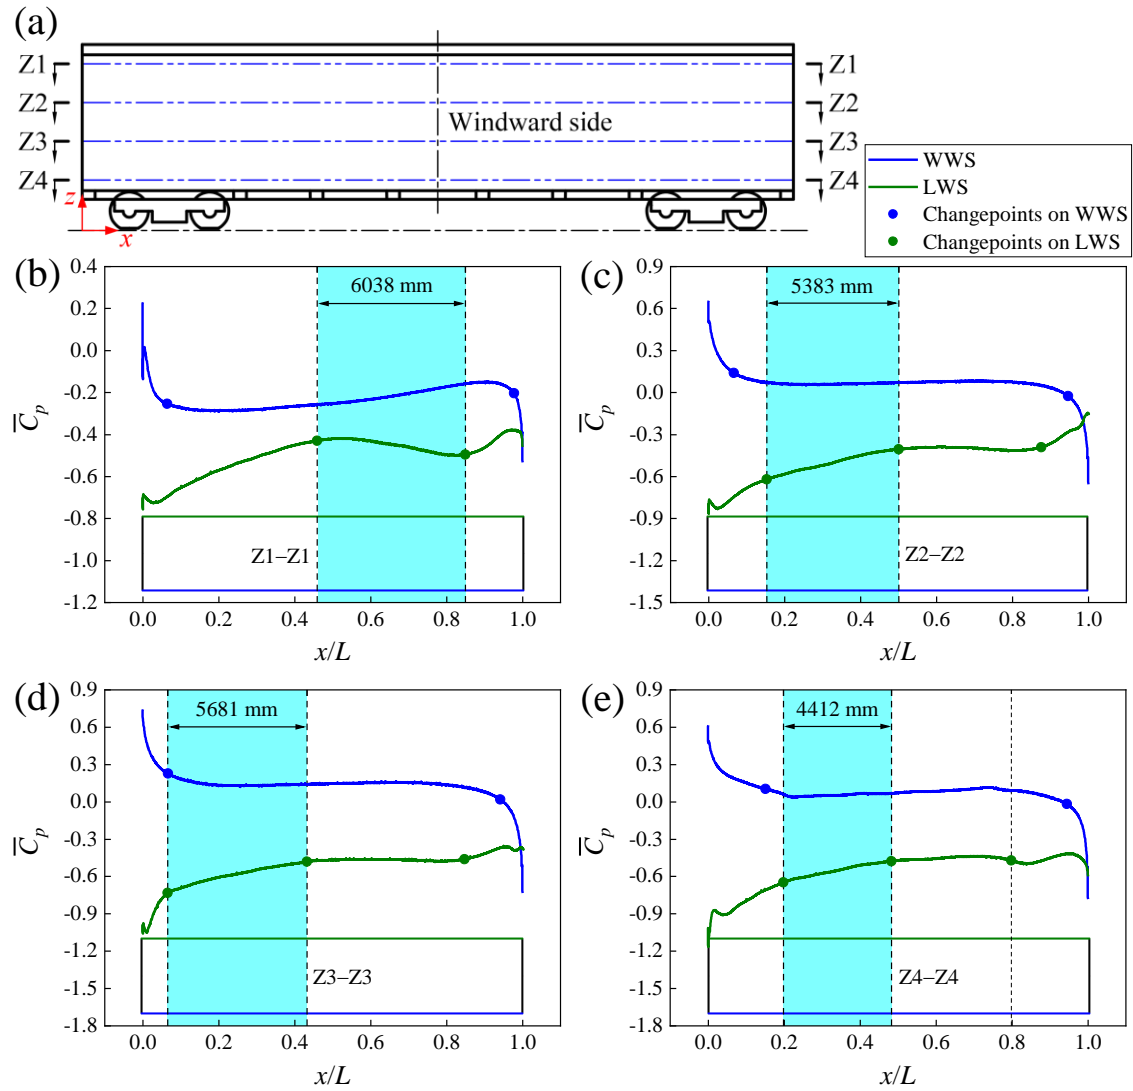 (a)
Z1 Z1
Z2 Z2
Windward side
Z3 Z3
Z4 Z4
z
x
WWS
LWS
Changepoints on WWS
Changepoints on LWS
(b)
0.4
0.2
0.0
-0.2
-0.4
-0.6
-0.8
-1.0
-1.2
C̅p
6038 mm
Z1–Z1
0.0 0.2 0.4 0.6 0.8 1.0
x/L
(c)
0.9
0.6
0.3
0.0
-0.3
-0.6
-0.9
-1.2
-1.5
C̅p
5383 mm
Z2–Z2
0.0 0.2 0.4 0.6 0.8 1.0
x/L
(d)
0.9
0.6
0.3
0.0
-0.3
-0.6
-0.9
-1.2
-1.5
-1.8
C̅p
5681 mm
Z3–Z3
0.0 0.2 0.4 0.6 0.8 1.0
x/L
(e)
0.9
0.6
0.3
0.0
-0.3
-0.6
-0.9
-1.2
-1.5
-1.8
C̅p
4412 mm
Z4–Z4
0.0 0.2 0.4 0.6 0.8 1.0
x/L